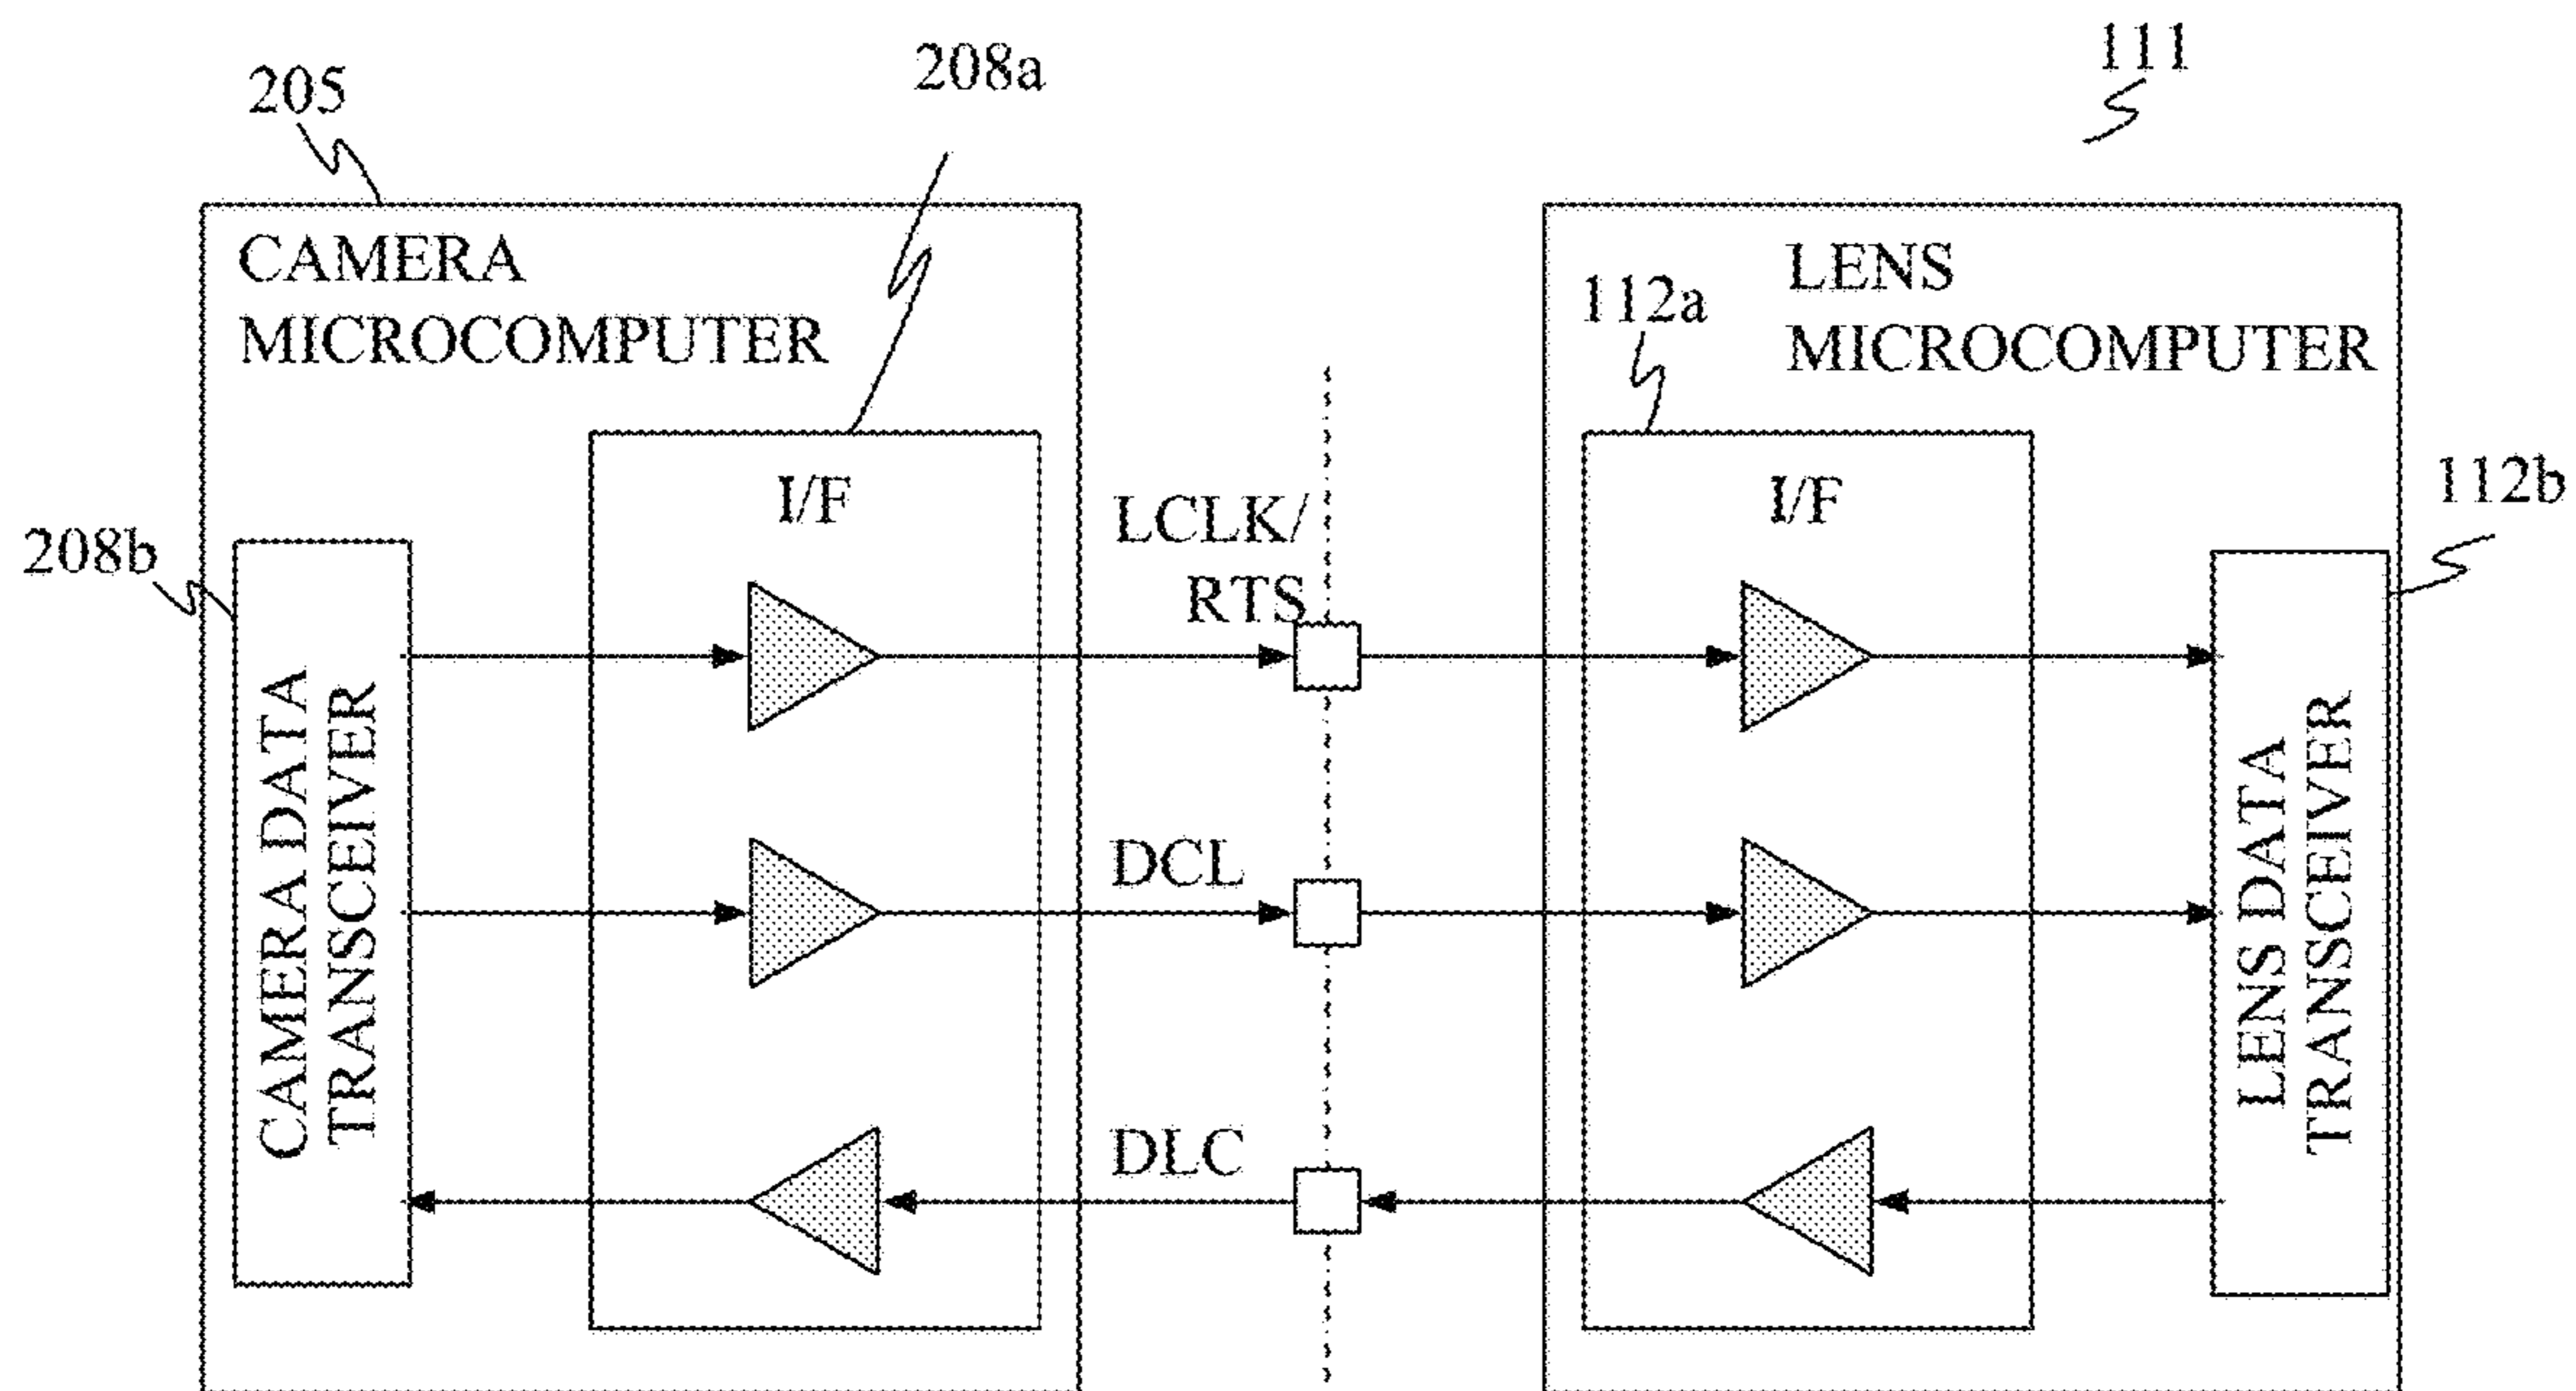 205
208a
111
CAMERA
MICROCOMPUTER
LENS
MICROCOMPUTER
112a
I/F
I/F
112b
208b
LCLK/
RTS
CAMERA DATA
TRANSCEIVER
DCL
LENS DATA
TRANSCEIVER
DLC